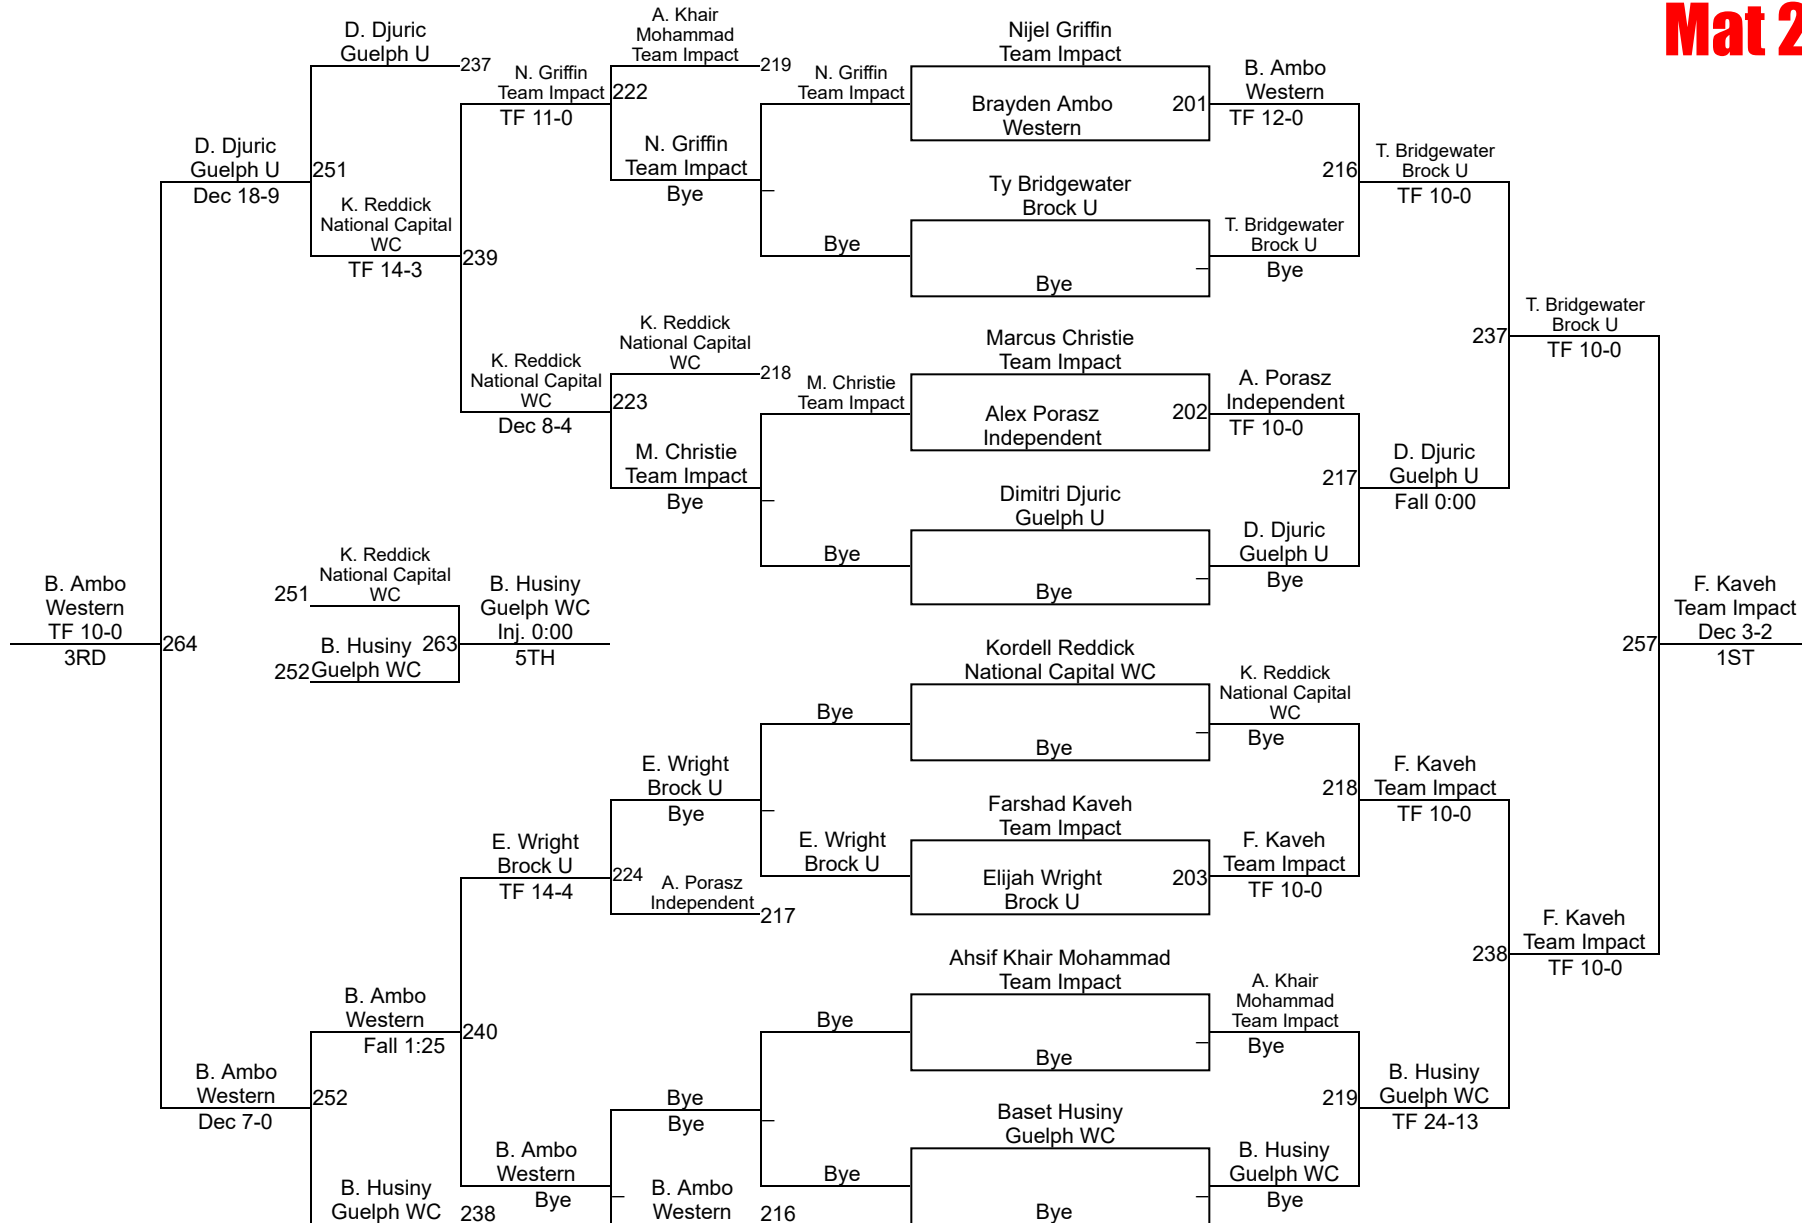 Mat 2
D. Djuric
Guelph U
237
A. Khair
Mohammad
Team Impact
219
Nijel Griffin
Team Impact
N. Griffin
Team Impact
222
TF 11-0
N. Griffin
Team Impact
Brayden Ambo
Western
201
B. Ambo
Western
TF 12-0
D. Djuric
Guelph U
Dec 18-9
251
N. Griffin
Team Impact
Bye
_
216
T. Bridgewater
Brock U
TF 10-0
K. Reddick
National Capital
WC
TF 14-3
239
Ty Bridgewater
Brock U
Bye
Bye
_
T. Bridgewater
Brock U
Bye
K. Reddick
National Capital
WC
218
Marcus Christie
Team Impact
T. Bridgewater
Brock U
TF 10-0
237
K. Reddick
National Capital
WC
Dec 8-4
223
M. Christie
Team Impact
Alex Porasz
Independent
202
A. Porasz
Independent
TF 10-0
M. Christie
Team Impact
Bye
_
217
D. Djuric
Guelph U
Fall 0:00
Dimitri Djuric
Guelph U
Bye
Bye
_
D. Djuric
Guelph U
Bye
B. Ambo
Western
TF 10-0
3RD
264
251
K. Reddick
National Capital
WC
252
B. Husiny
Guelph WC
263
B. Husiny
Guelph WC
Inj. 0:00
5TH
257
F. Kaveh
Team Impact
Dec 3-2
1ST
Kordell Reddick
National Capital WC
Bye
Bye
_
K. Reddick
National Capital
WC
Bye
E. Wright
Brock U
Bye
_
218
F. Kaveh
Team Impact
TF 10-0
Farshad Kaveh
Team Impact
E. Wright
Brock U
TF 14-4
224
E. Wright
Brock U
Elijah Wright
Brock U
203
F. Kaveh
Team Impact
TF 10-0
A. Porasz
Independent
217
238
F. Kaveh
Team Impact
TF 10-0
Ahsif Khair Mohammad
Team Impact
B. Ambo
Western
Fall 1:25
240
Bye
Bye
_
A. Khair
Mohammad
Team Impact
Bye
B. Ambo
Western
Dec 7-0
252
Bye
Bye
_
219
B. Husiny
Guelph WC
TF 24-13
Baset Husiny
Guelph WC
B. Husiny
Guelph WC
238
B. Ambo
Western
Bye
_
B. Ambo
Western
216
Bye
Bye
_
B. Husiny
Guelph WC
Bye